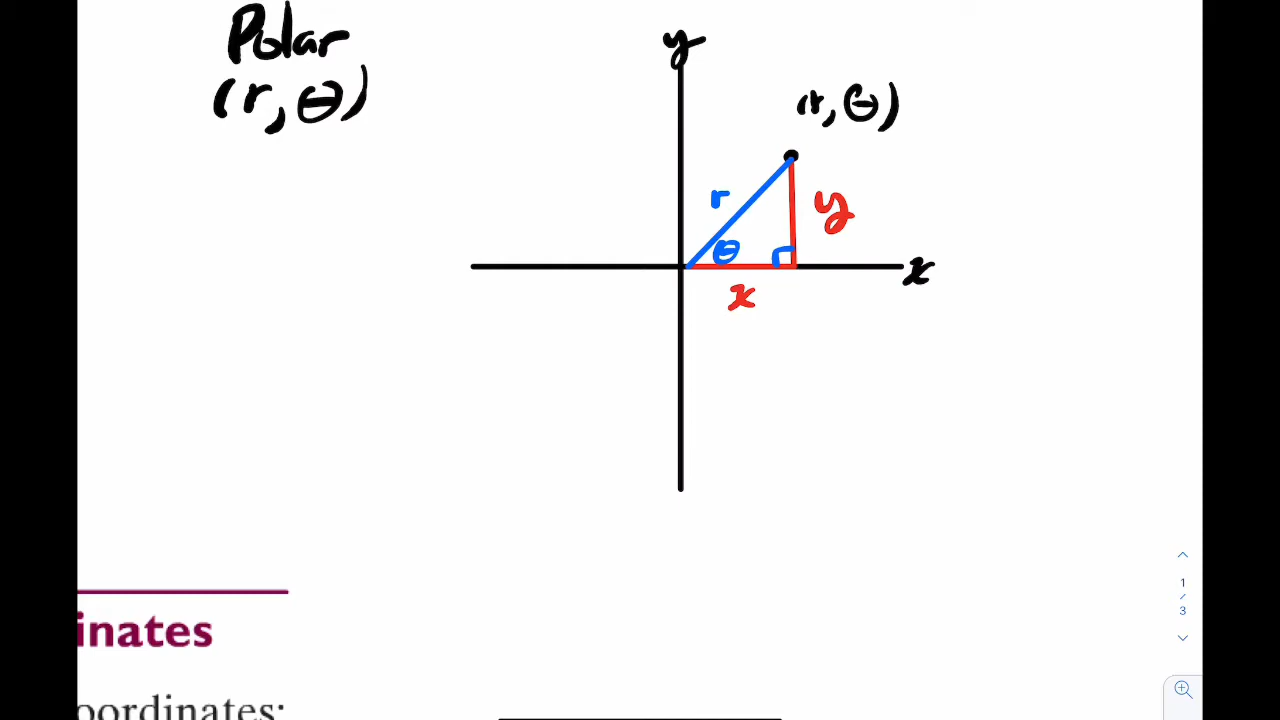 Polar
(r, θ)
y
(r, θ)
r
θ
y
x
x
1
/
3
inates
oordinates: